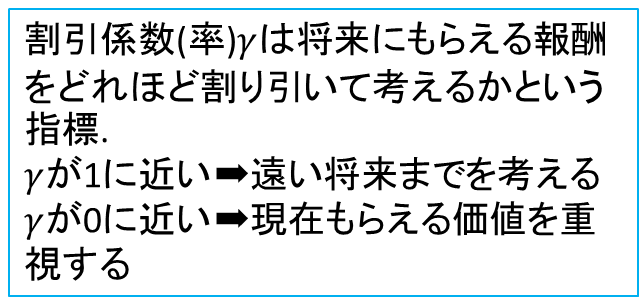 割引係数(率)γは将来にもらえる報酬
をどれほど割り引いて考えるかという
指標.
γが1に近い➡遠い将来までを考える
γが0に近い➡現在もらえる価値を重
視する